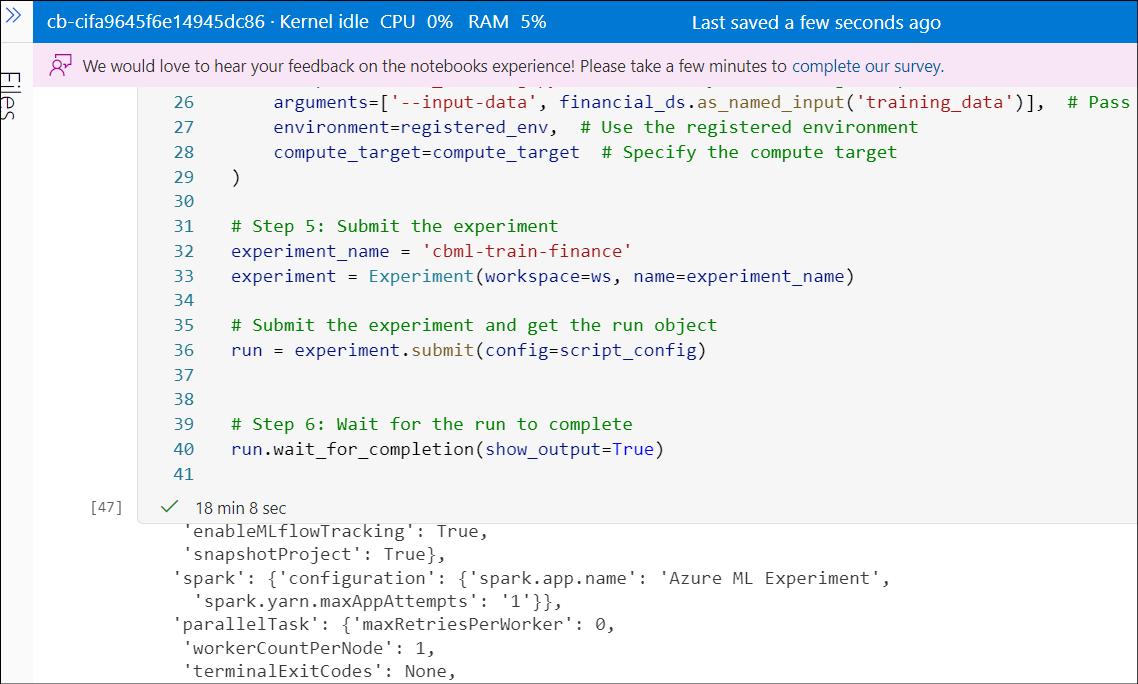 cb-cifa9645f6e14945dc86 · Kernel idle CPU 0% RAM 5% Last saved a few seconds ago
We would love to hear your feedback on the notebooks experience! Please take a few minutes to complete our survey.
Files
26 arguments=['--input-data', financial_ds.as_named_input('training_data')], # Pass
27 environment=registered_env, # Use the registered environment
28 compute_target=compute_target # Specify the compute target
29 )
30
31 # Step 5: Submit the experiment
32 experiment_name = 'cbml-train-finance'
33 experiment = Experiment(workspace=ws, name=experiment_name)
34
35 # Submit the experiment and get the run object
36 run = experiment.submit(config=script_config)
37
38
39 # Step 6: Wait for the run to complete
40 run.wait_for_completion(show_output=True)
41
[47] 18 min 8 sec
'enableMLflowTracking': True,
'snapshotProject': True},
'spark': {'configuration': {'spark.app.name': 'Azure ML Experiment',
'spark.yarn.maxAppAttempts': '1'}},
'parallelTask': {'maxRetriesPerWorker': 0,
'workerCountPerNode': 1,
'terminalExitCodes': None,